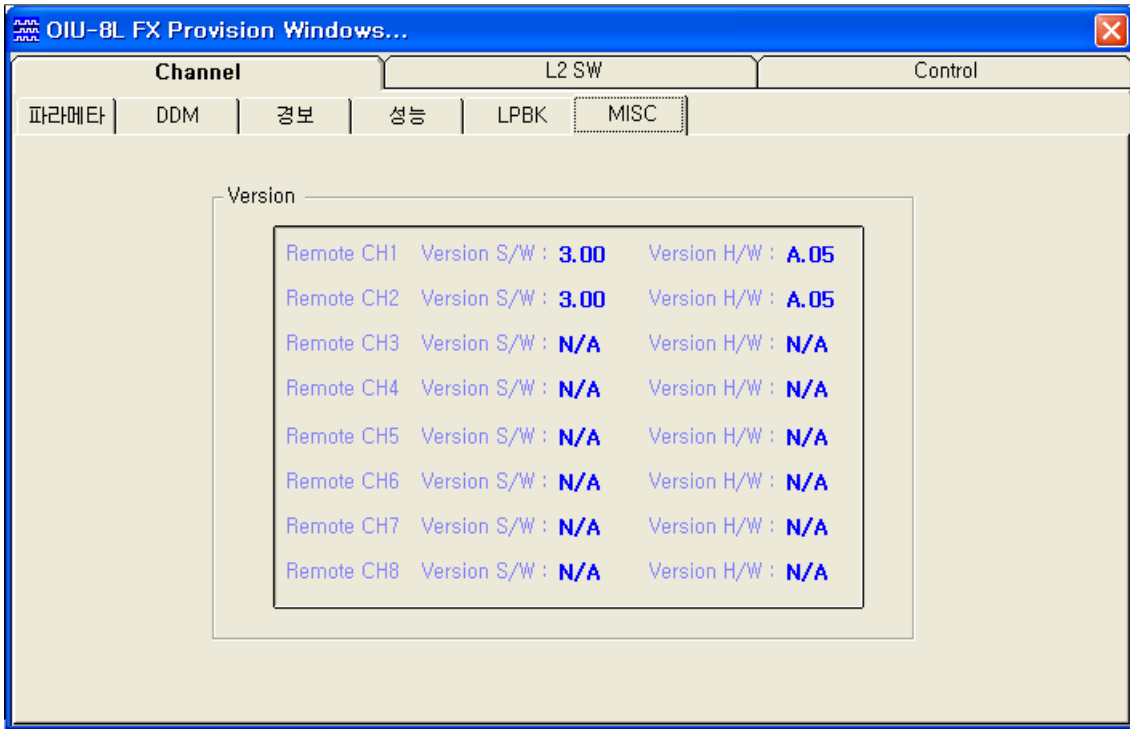 OIU-8L FX Provision Windows...
Channel L2 SW Control
파라메타 DDM 경보 성능 LPBK MISC
Version
Remote CH1 Version S/W : 3.00 Version H/W : A.05
Remote CH2 Version S/W : 3.00 Version H/W : A.05
Remote CH3 Version S/W : N/A Version H/W : N/A
Remote CH4 Version S/W : N/A Version H/W : N/A
Remote CH5 Version S/W : N/A Version H/W : N/A
Remote CH6 Version S/W : N/A Version H/W : N/A
Remote CH7 Version S/W : N/A Version H/W : N/A
Remote CH8 Version S/W : N/A Version H/W : N/A